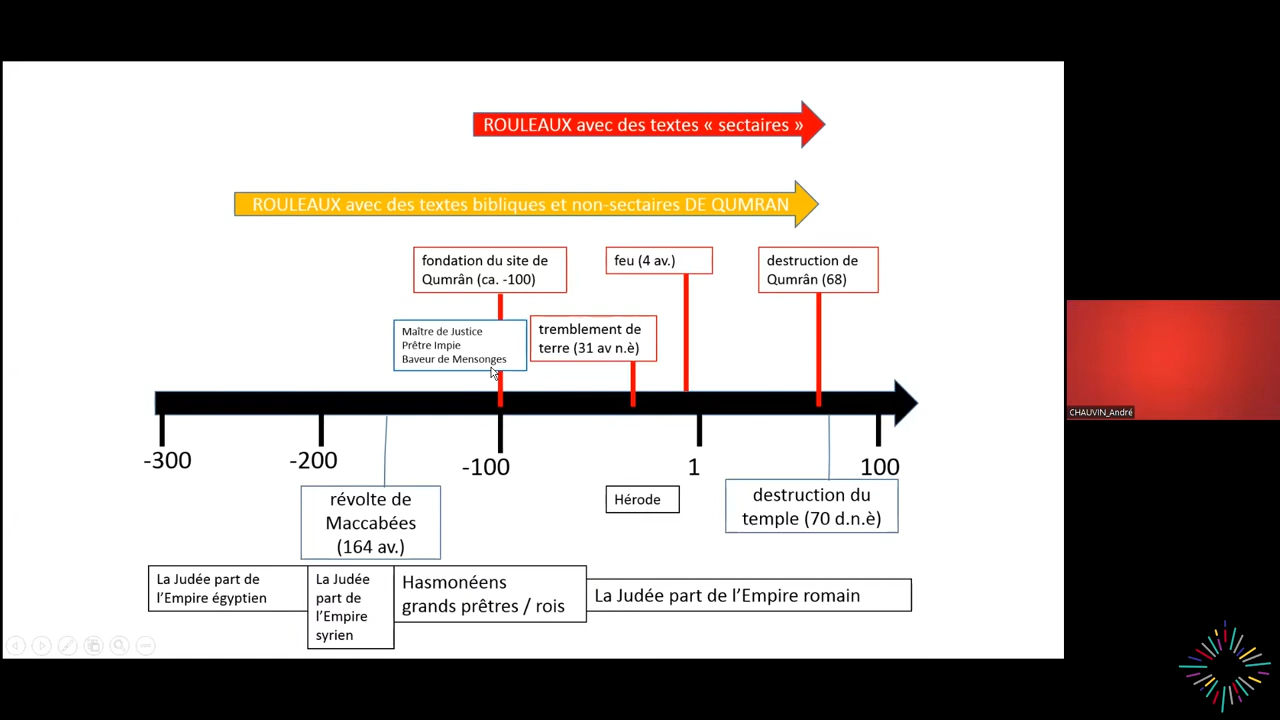 ROULEAUX avec des textes « sectaires »
ROULEAUX avec des textes bibliques et non-sectaires DE QUMRAN
fondation du site de
Qumrân (ca. -100)
feu (4 av.)
destruction de
Qumrân (68)
Maître de Justice
Prêtre Impie
Baveur de Mensonges
tremblement de
terre (31 av n.è)
-300
-200
-100
1
100
révolte de
Maccabées
(164 av.)
Hérode
destruction du
temple (70 d.n.è)
La Judée part de
l’Empire égyptien
La Judée
part de
l’Empire
syrien
Hasmonéens
grands prêtres / rois
La Judée part de l’Empire romain
CHAUVIN_André